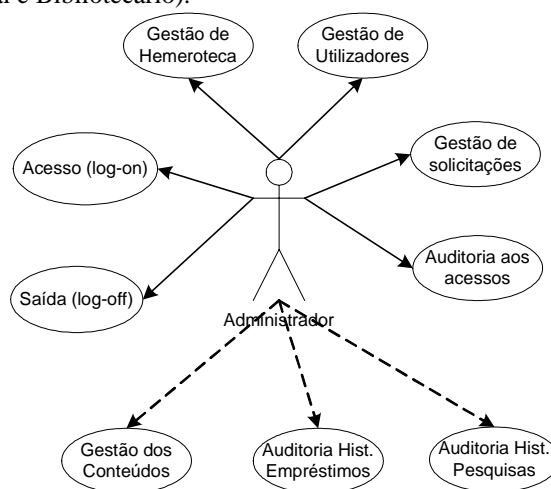 l e Bibliotecário).
Gestão de
Hemeroteca
Gestão de
Utilizadores
Acesso (log-on)
Gestão de
solicitações
Saída (log-off)
Auditoria aos
acessos
Administrador
Gestão dos
Conteúdos
Auditoria Hist.
Empréstimos
Auditoria Hist.
Pesquisas